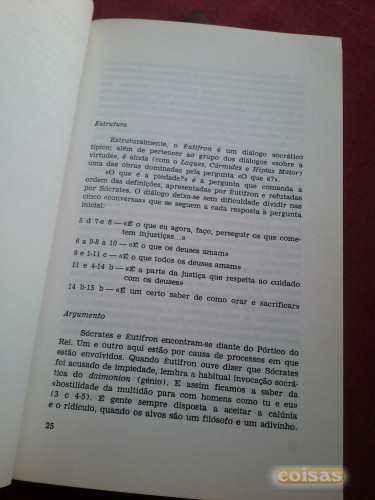 Estrutura
Estruturalmente, o Êutifron é um diálogo socrático
típico; além de pertencer ao grupo dos diálogos «sobre a
virtude», é ainda (com o Laques, Cármides e Hípias Maior)
uma das obras dominadas pela pergunta «O que é?».
«O que é a piedade?» é a pergunta que comanda a
ordem das definições, apresentadas por Êutifron e refutadas
por Sócrates. O diálogo deixa-se sem dificuldade dividir nas
cinco «conversas» que se seguem a cada resposta à pergunta
inicial:
5 d 7-e 8 — «É o que eu agora, faço, perseguir os que come-
tem injustiças...»
6 a 9-8 a 10 — «É o que os deuses amam»
9 e 1-11 c — «É o que todos os deuses amam»
11 e 4-14 b — «É a parte da justiça que respeita ao cuidado
com os deuses»
14 b-15 b — «É um certo saber de como orar e sacrificar»
Argumento
Sócrates e Êutifron encontram-se diante do Pórtico do
Rei. Um e outro aqui estão por causa de processos em que
estão envolvidos. Quando Êutifron ouve dizer que Sócrates
foi acusado de impiedade, lembra a habitual invocação socrá-
tica do daimonion (génio). E assim ficamos a saber da
«hostilidade da multidão para com homens como tu e eu»
(3 c 4-5). É gente sempre disposta a aceitar a calúnia
e o ridículo, quando os alvos são um filósofo e um adivinho.
25
coisas